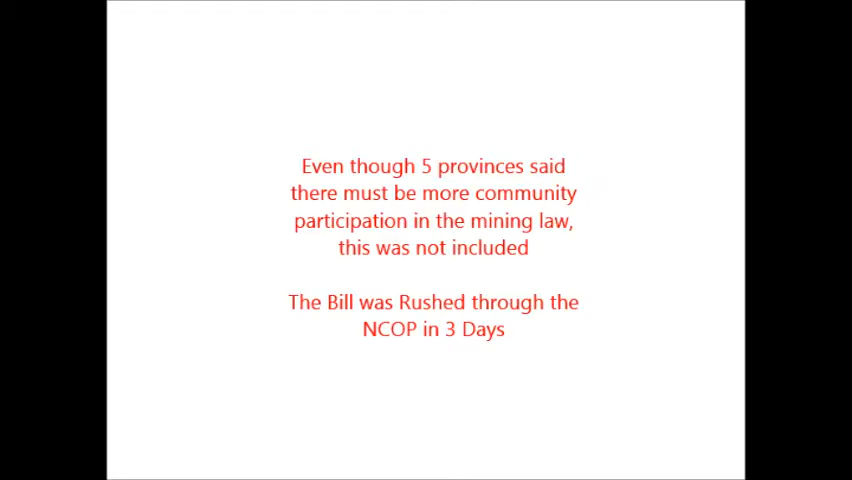 Even though 5 provinces said
there must be more community
participation in the mining law,
this was not included
The Bill was Rushed through the
NCOP in 3 Days